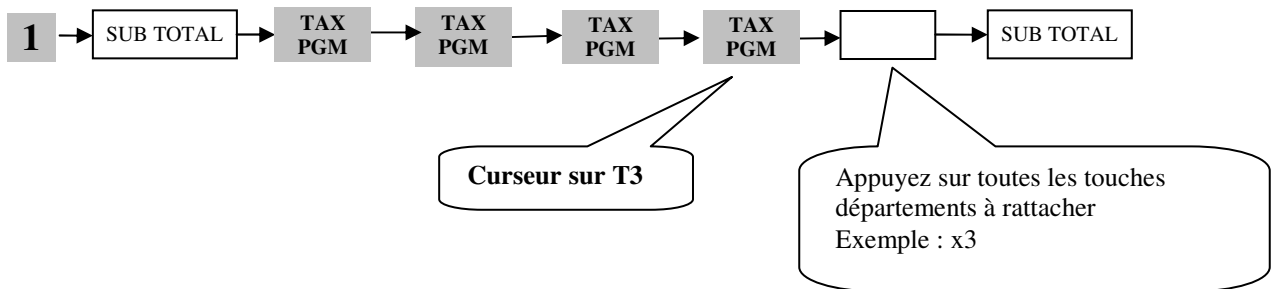 1 SUB TOTAL TAX PGM TAX PGM TAX PGM TAX PGM SUB TOTAL
Curseur sur T3
Appuyez sur toutes les touches
départements à rattacher
Exemple : x3